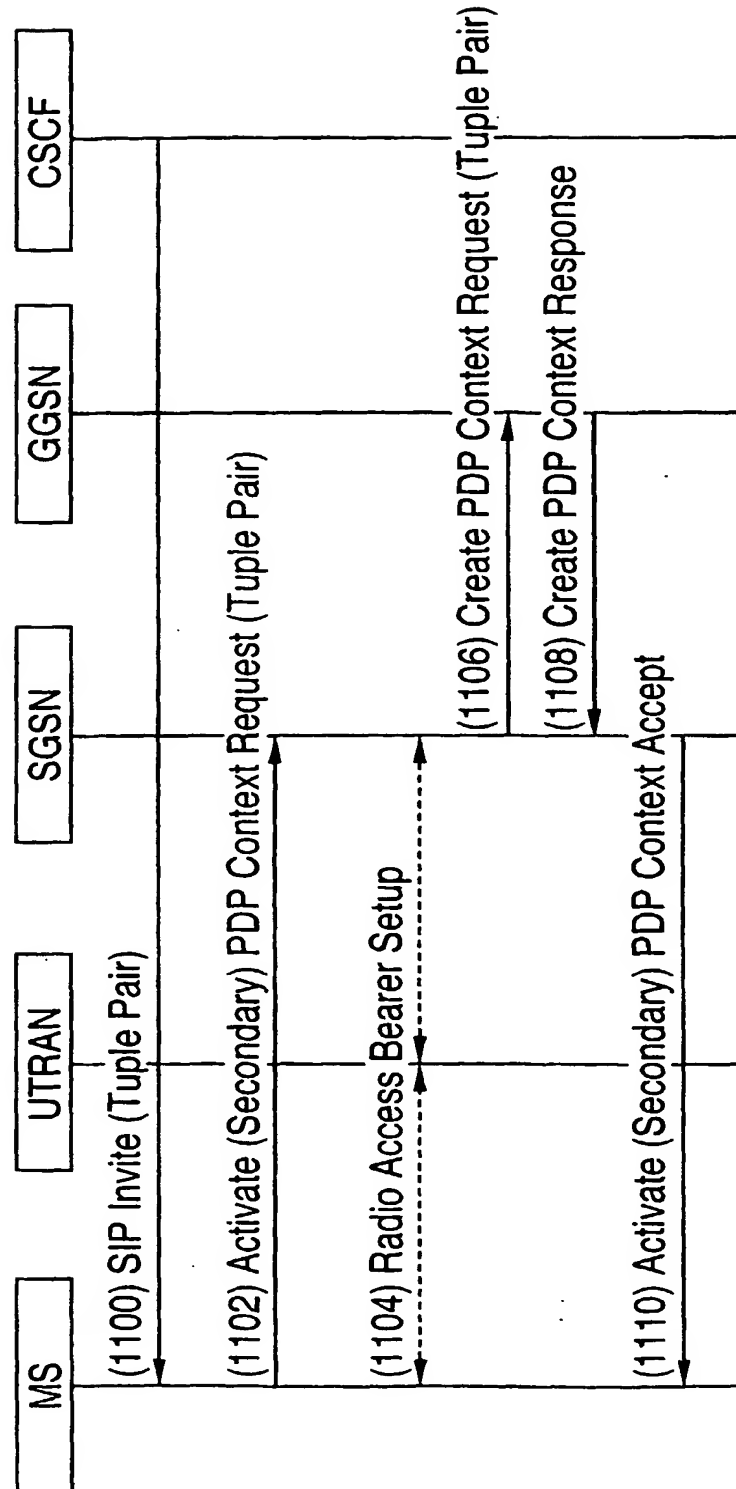 MS
UTRAN
SGSN
GGSN
CSCF
(1100) SIP Invite (Tuple Pair)
(1102) Activate (Secondary) PDP Context Request (Tuple Pair)
(1104) Radio Access Bearer Setup
(1106) Create PDP Context Request (Tuple Pair)
(1108) Create PDP Context Response
(1110) Activate (Secondary) PDP Context Accept